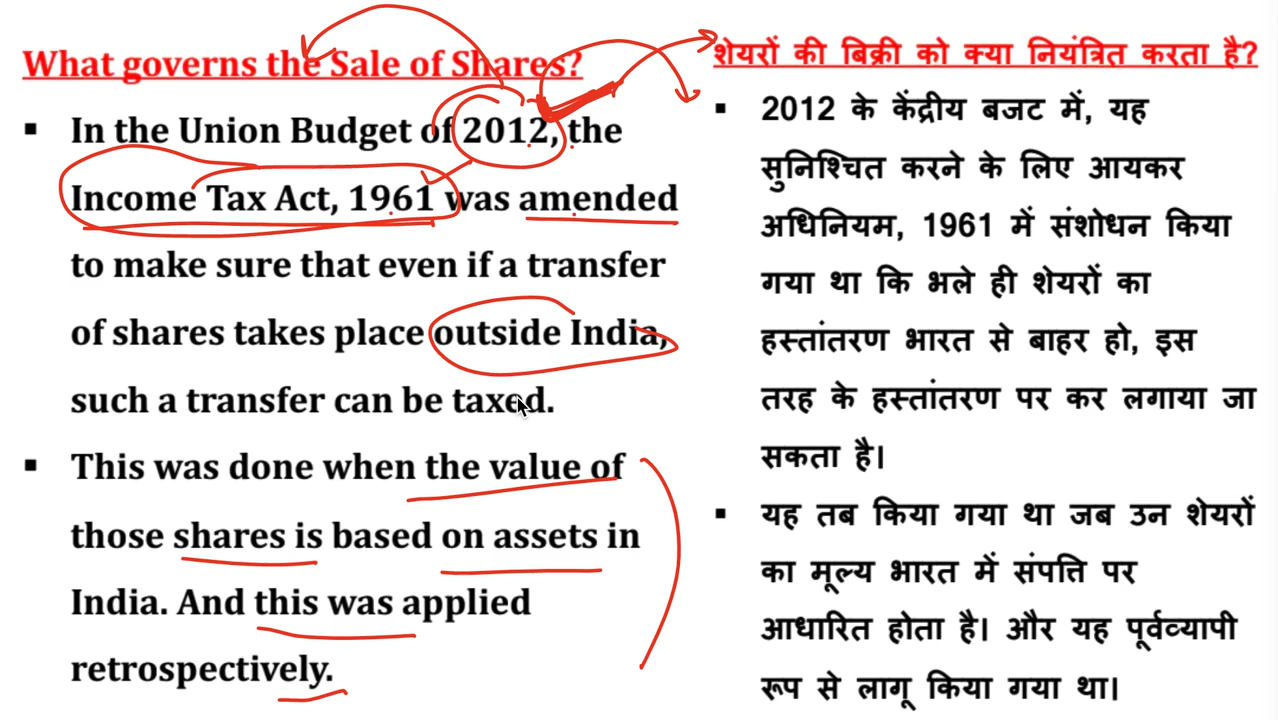 What governs the Sale of Shares?
▪ In the Union Budget of 2012, the
Income Tax Act, 1961 was amended
to make sure that even if a transfer
of shares takes place outside India,
such a transfer can be taxed.
▪ This was done when the value of
those shares is based on assets in
India. And this was applied
retrospectively.
शेयरों की बिक्री को क्या नियंत्रित करता है?
▪ 2012 के केंद्रीय बजट में, यह
सुनिश्चित करने के लिए आयकर
अधिनियम, 1961 में संशोधन किया
गया था कि भले ही शेयरों का
हस्तांतरण भारत से बाहर हो, इस
तरह के हस्तांतरण पर कर लगाया जा
सकता है।
▪ यह तब किया गया था जब उन शेयरों
का मूल्य भारत में संपत्ति पर
आधारित होता है। और यह पूर्वव्यापी
रूप से लागू किया गया था।